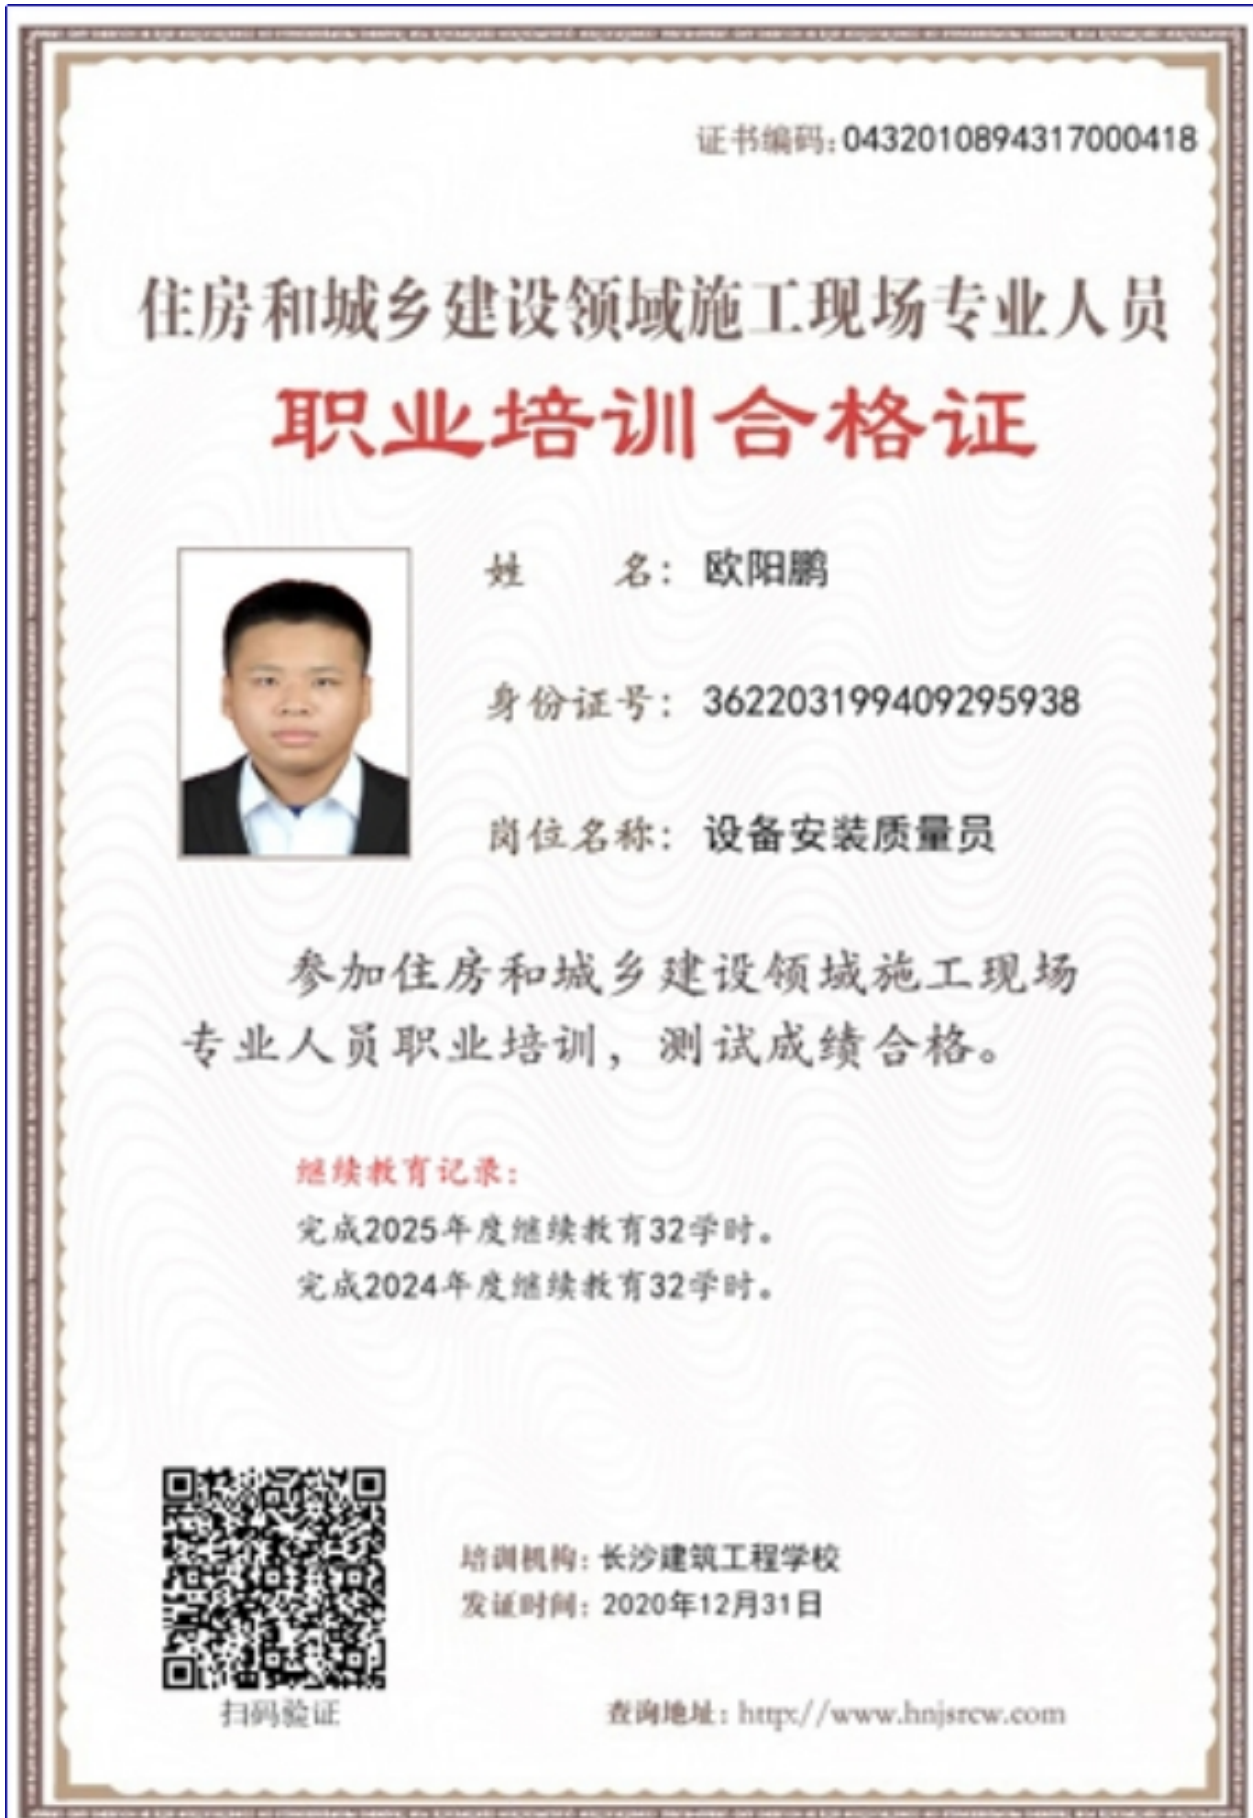 证书编码:0432010894317000418
住房和城乡建设领域施工现场专业人员
职业培训合格证
姓 名: 欧阳鹏
身份证号: 362203199409295938
岗位名称: 设备安装质量员
参加住房和城乡建设领域施工现场
专业人员职业培训, 测试成绩合格。
继续教育记录:
完成2025年度继续教育32学时。
完成2024年度继续教育32学时。
培训机构: 长沙建筑工程学校
发证时间: 2020年12月31日
扫码验证
查询地址: http://www.hnjsrcw.com